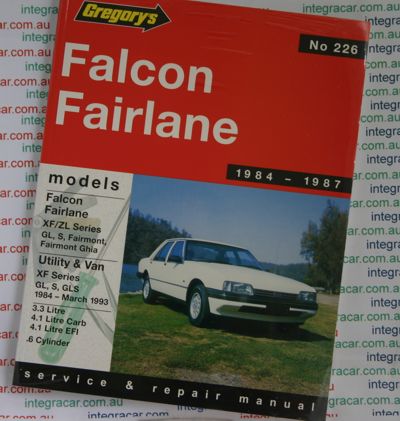 Gregory's
No 226
Falcon
Fairlane
1984 - 1987
models
Falcon
Fairlane
XF/ZL Series
GL, S, Fairmont,
Fairmont Ghia
Utility & Van
XF Series
GL, S, GLS
1984 – March 1993
3.3 Litre
4.1 Litre Carb
4.1 Litre EFI
.6 Cylinder
service & repair manual
integracar.com.au